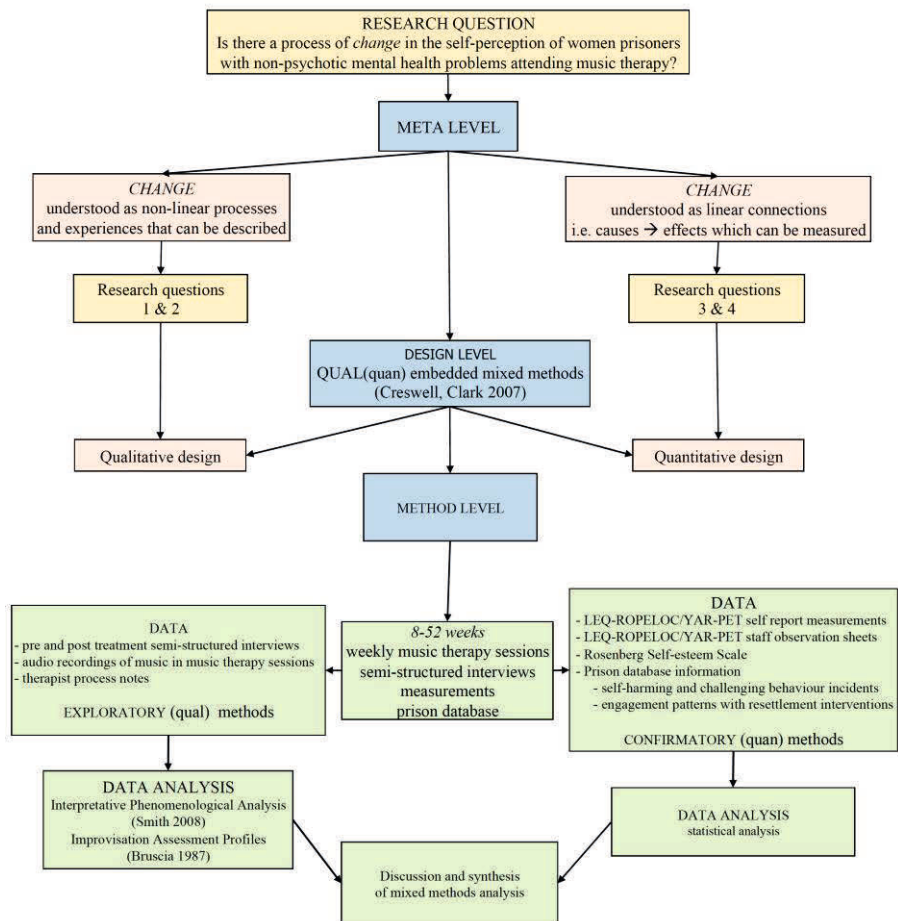 RESEARCH QUESTION
Is there a process of change in the self-perception of women prisoners
with non-psychotic mental health problems attending music therapy?
META LEVEL
CHANGE
understood as non-linear processes
and experiences that can be described
CHANGE
understood as linear connections
i.e. causes → effects which can be measured
Research questions
1 & 2
Research questions
3 & 4
DESIGN LEVEL
QUAL(quan) embedded mixed methods
(Creswell, Clark 2007)
Qualitative design
Quantitative design
METHOD LEVEL
DATA
- pre and post treatment semi-structured interviews
- audio recordings of music in music therapy sessions
- therapist process notes
EXPLORATORY (qual) methods
8-52 weeks
weekly music therapy sessions
semi-structured interviews
measurements
prison database
DATA
- LEQ-ROPELOC/YAR-PET self report measurements
- LEQ-ROPELOC/YAR-PET staff observation sheets
- Rosenberg Self-esteem Scale
- Prison database information
- self-harming and challenging behaviour incidents
- engagement patterns with resettlement interventions
CONFIRMATORY (quan) methods
DATA ANALYSIS
Interpretative Phenomenological Analysis
(Smith 2008)
Improvisation Assessment Profiles
(Bruscia 1987)
DATA ANALYSIS
statistical analysis
Discussion and synthesis
of mixed methods analysis